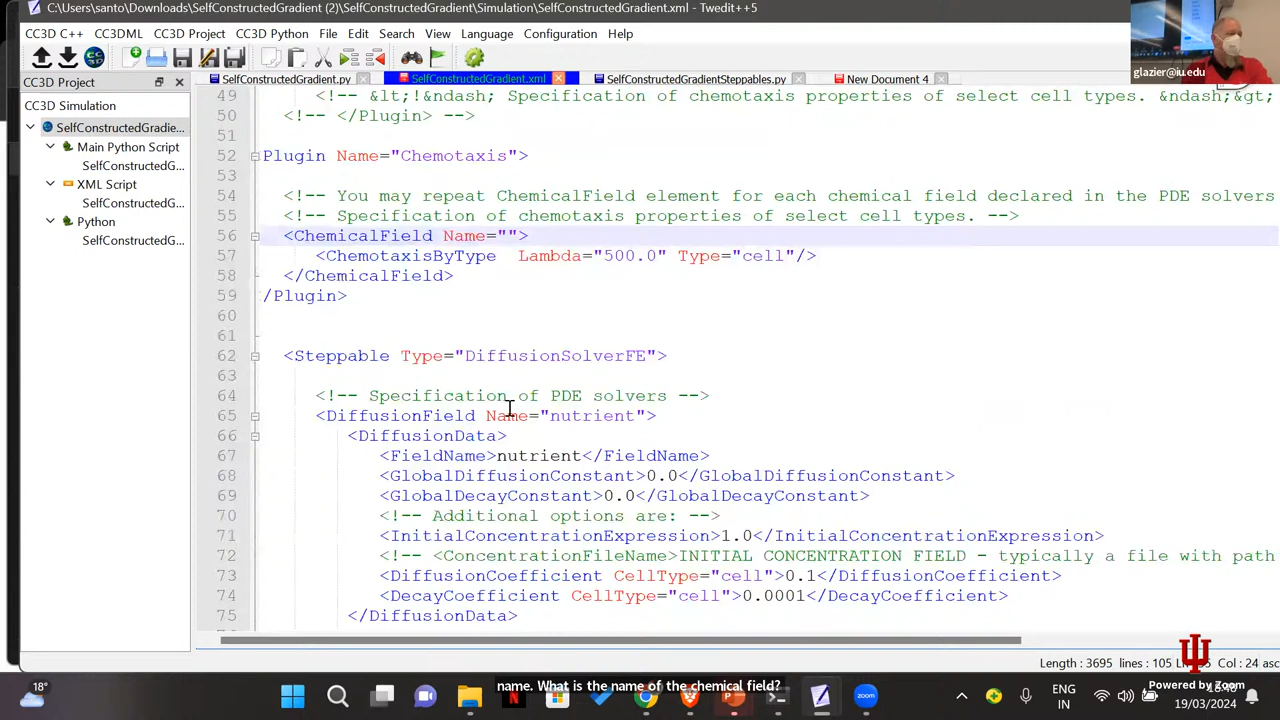 C:\Users\santo\Downloads\SelfConstructedGradient (2)\SelfConstructedGradient\Simulation\SelfConstructedGradient.xml - Twedit++5
CC3D C++ CC3DML CC3D Project CC3D Python File Edit Search View Language Configuration Help
glazier@iu.edu
CC3D Project
SelfConstructedGradient.py SelfConstructedGradient.xml SelfConstructedGradientSteppables.py New Document 4
CC3D Simulation
SelfConstructedGradie...
Main Python Script
SelfConstructedG...
XML Script
SelfConstructedG...
Python
SelfConstructedG...
49 <!-- &lt;!&ndash; Specification of chemotaxis properties of select cell types. &ndash;&gt;
50 <!-- </Plugin> -->
51
52 Plugin Name="Chemotaxis">
53
54 <!-- You may repeat ChemicalField element for each chemical field declared in the PDE solvers
55 <!-- Specification of chemotaxis properties of select cell types. -->
56 <ChemicalField Name="">
57 <ChemotaxisByType Lambda="500.0" Type="cell"/>
58 </ChemicalField>
59 /Plugin>
60
61
62 <Steppable Type="DiffusionSolverFE">
63
64 <!-- Specification of PDE solvers -->
65 <DiffusionField Name="nutrient">
66 <DiffusionData>
67 <FieldName>nutrient</FieldName>
68 <GlobalDiffusionConstant>0.0</GlobalDiffusionConstant>
69 <GlobalDecayConstant>0.0</GlobalDecayConstant>
70 <!-- Additional options are: -->
71 <InitialConcentrationExpression>1.0</InitialConcentrationExpression>
72 <!-- <ConcentrationFileName>INITIAL CONCENTRATION FIELD - typically a file with path
73 <DiffusionCoefficient CellType="cell">0.1</DiffusionCoefficient>
74 <DecayCoefficient CellType="cell">0.0001</DecayCoefficient>
75 </DiffusionData>
Length : 3695 lines : 105 Col : 24
Powered by Zoom
18°
name. What is the name of the chemical field?
ENG
IN
19/03/2024